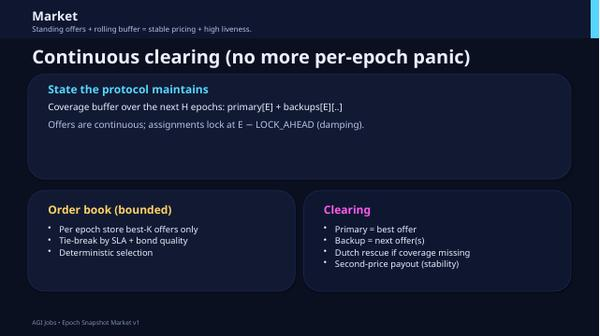 Market
Standing offers + rolling buffer = stable pricing + high liveness.
Continuous clearing (no more per-epoch panic)
State the protocol maintains
Coverage buffer over the next H epochs: primary[E] + backups[E][..]
Offers are continuous; assignments lock at E − LOCK_AHEAD (damping).
Order book (bounded)
• Per epoch store best-K offers only
• Tie-break by SLA + bond quality
• Deterministic selection
Clearing
• Primary = best offer
• Backup = next offer(s)
• Dutch rescue if coverage missing
• Second-price payout (stability)
AGI Jobs • Epoch Snapshot Market v1